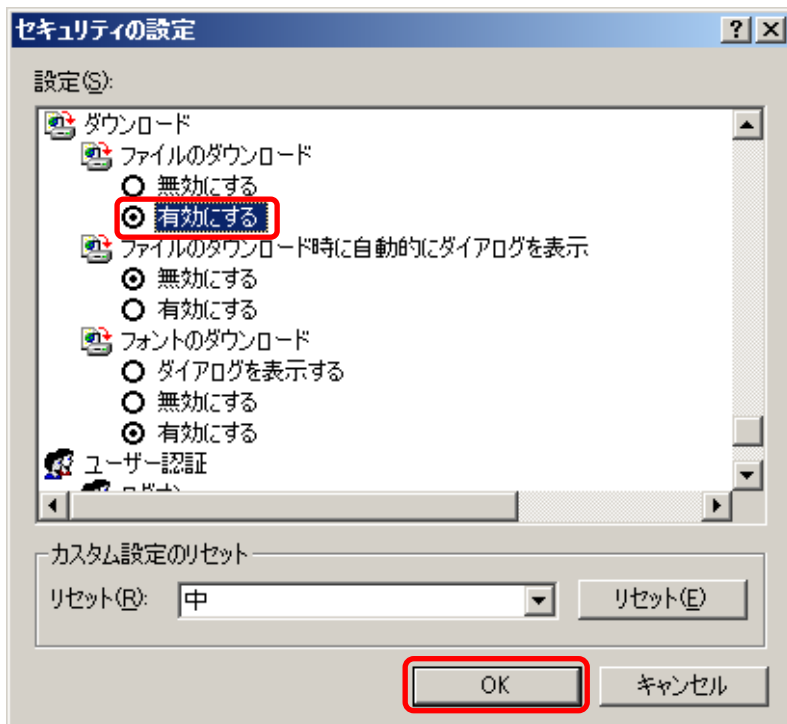 セキュリティの設定
設定(S):
ダウンロード
ファイルのダウンロード
無効にする
有効にする
ファイルのダウンロード時に自動的にダイアログを表示
無効にする
有効にする
フォントのダウンロード
ダイアログを表示する
無効にする
有効にする
ユーザー認証
ログオン
カスタム設定のリセット
リセット(R): 中 リセット(E)
OK キャンセル